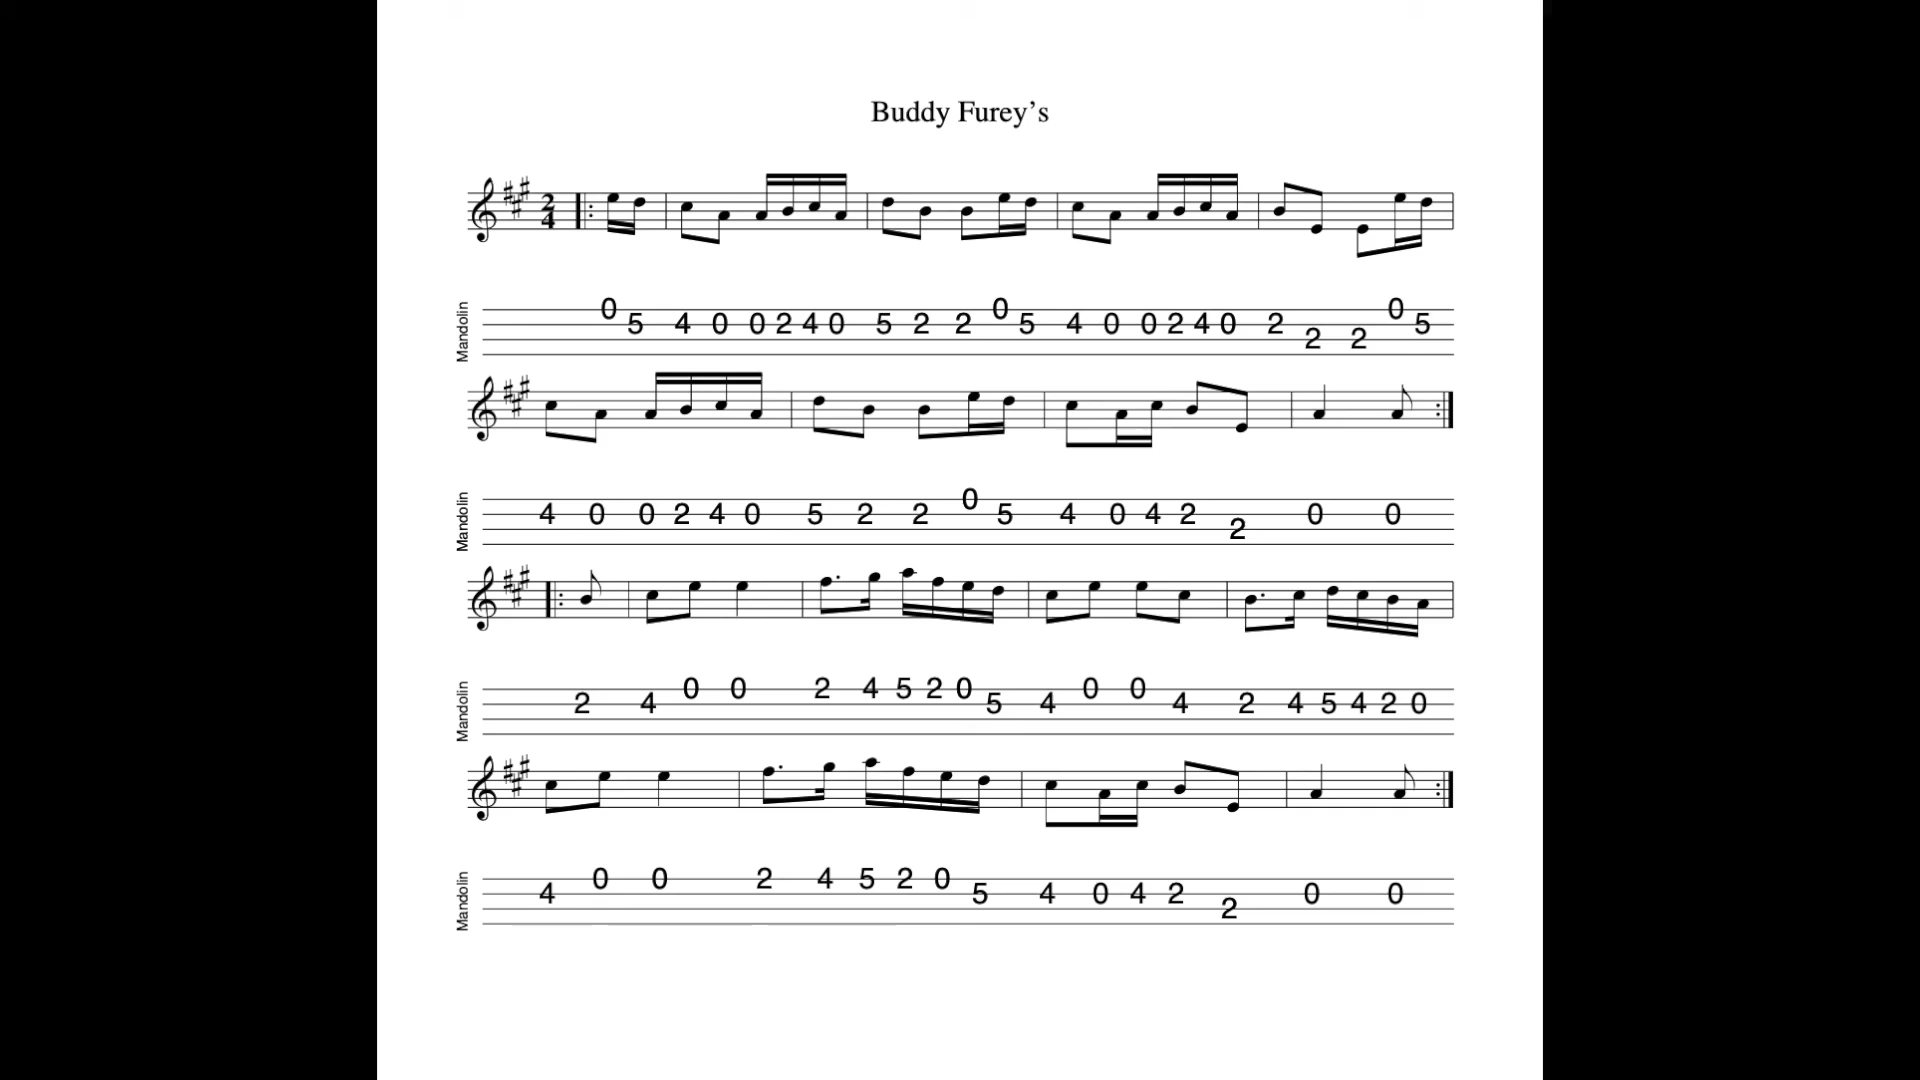 Buddy Furey’s
2
4
Mandolin
0 5 4 0 0 2 4 0 5 2 2 0 5 4 0 0 2 4 0 2 2 2 0 5
Mandolin
4 0 0 2 4 0 5 2 2 0 5 4 0 4 2 2 0 0
Mandolin
2 4 0 0 2 4 5 2 0 5 4 0 0 4 2 4 5 4 2 0
Mandolin
4 0 0 2 4 5 2 0 5 4 0 4 2 2 0 0